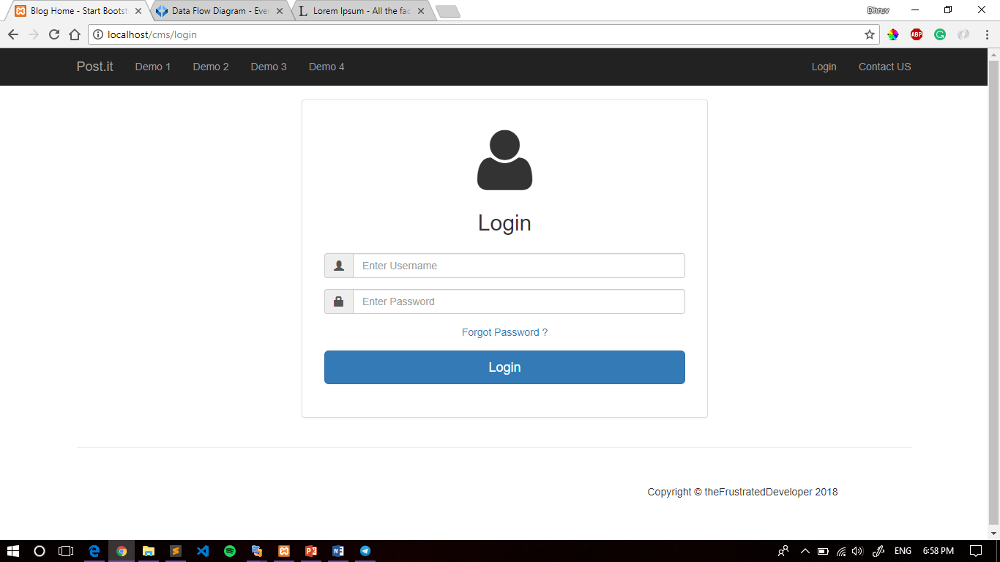 Blog Home - Start Bootst
Data Flow Diagram - Ever
Lorem Ipsum - All the fac
Dhruv
localhost/cms/login
ABP
Post.it Demo 1 Demo 2 Demo 3 Demo 4 Login Contact US
Login
Enter Username
Enter Password
Forgot Password ?
Login
Copyright © theFrustratedDeveloper 2018
ENG 6:58 PM